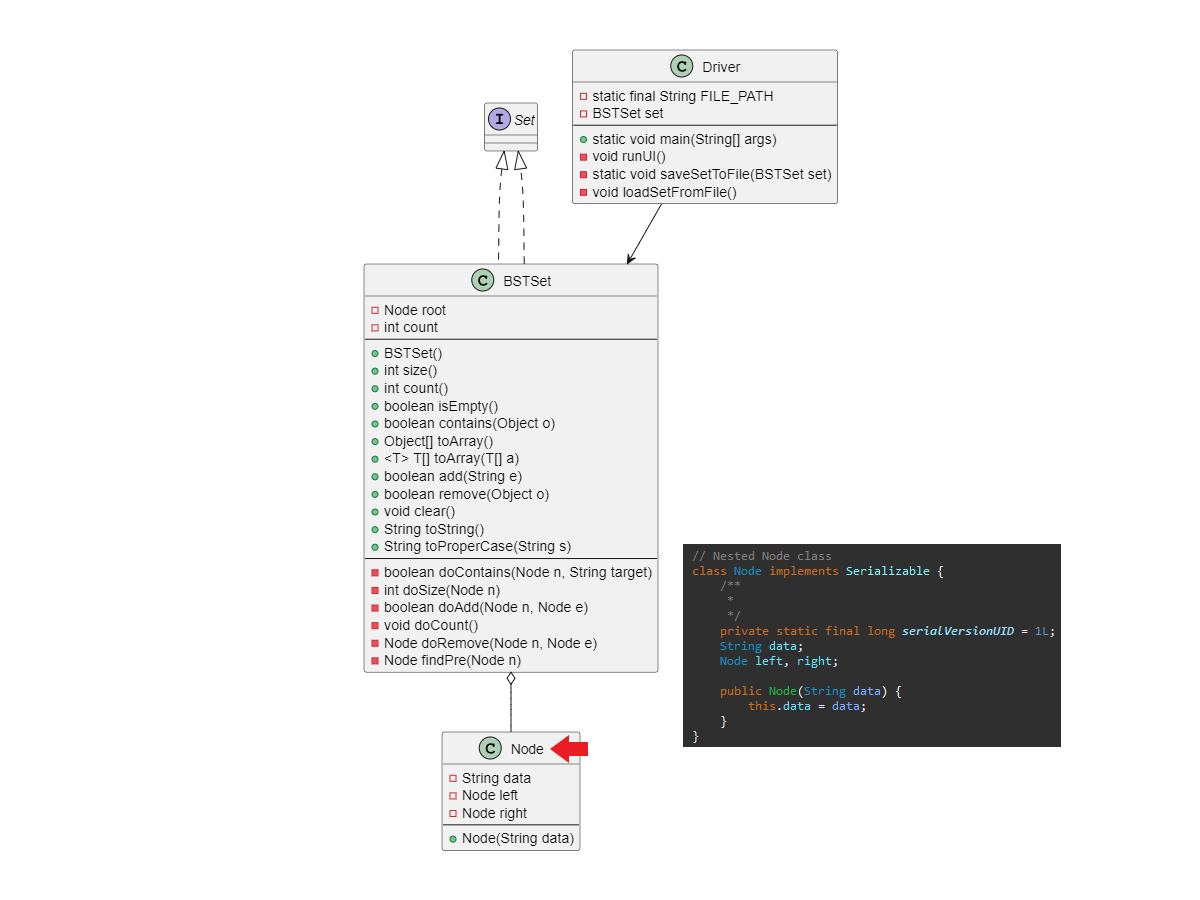 C Driver
static final String FILE_PATH
BSTSet set
static void main(String[] args)
void runUI()
static void saveSetToFile(BSTSet set)
void loadSetFromFile()
I Set
C BSTSet
Node root
int count
BSTSet()
int size()
int count()
boolean isEmpty()
boolean contains(Object o)
Object[] toArray()
<T> T[] toArray(T[] a)
boolean add(String e)
boolean remove(Object o)
void clear()
String toString()
String toProperCase(String s)
boolean doContains(Node n, String target)
int doSize(Node n)
boolean doAdd(Node n, Node e)
void doCount()
Node doRemove(Node n, Node e)
Node findPre(Node n)
// Nested Node class
class Node implements Serializable {
/**
*
*/
private static final long serialVersionUID = 1L;
String data;
Node left, right;
public Node(String data) {
this.data = data;
}
}
C Node
String data
Node left
Node right
Node(String data)